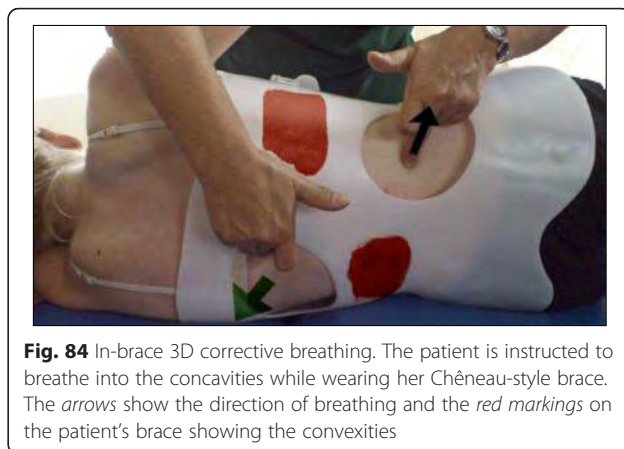 Fig. 84 In-brace 3D corrective breathing. The patient is instructed to
breathe into the concavities while wearing her Chêneau-style brace.
The arrows show the direction of breathing and the red markings on
the patient's brace showing the convexities